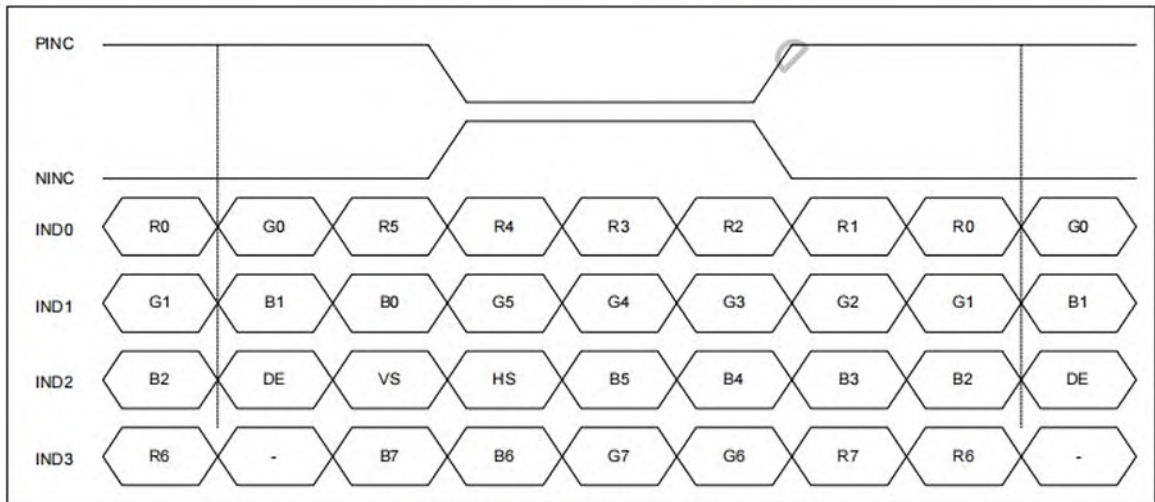 PINC
NINC
IND0 R0 G0 R5 R4 R3 R2 R1 R0 G0
IND1 G1 B1 B0 G5 G4 G3 G2 G1 B1
IND2 B2 DE VS HS B5 B4 B3 B2 DE
IND3 R6 - B7 B6 G7 G6 R7 R6 -